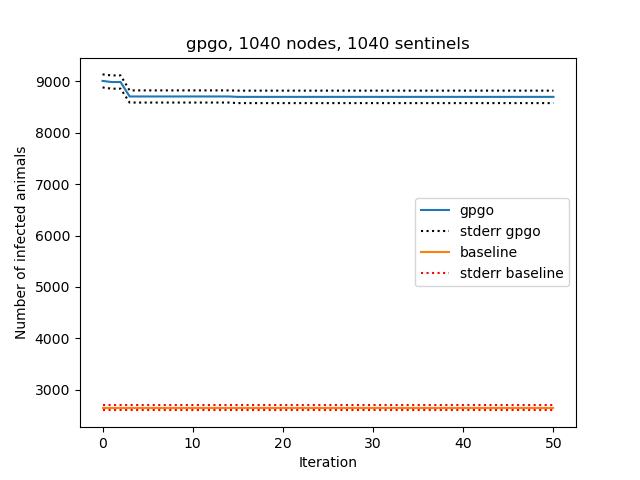 gpgo, 1040 nodes, 1040 sentinels
Number of infected animals
9000
8000
7000
6000
5000
4000
3000
gpgo
stderr gpgo
baseline
stderr baseline
0 10 20 30 40 50
Iteration